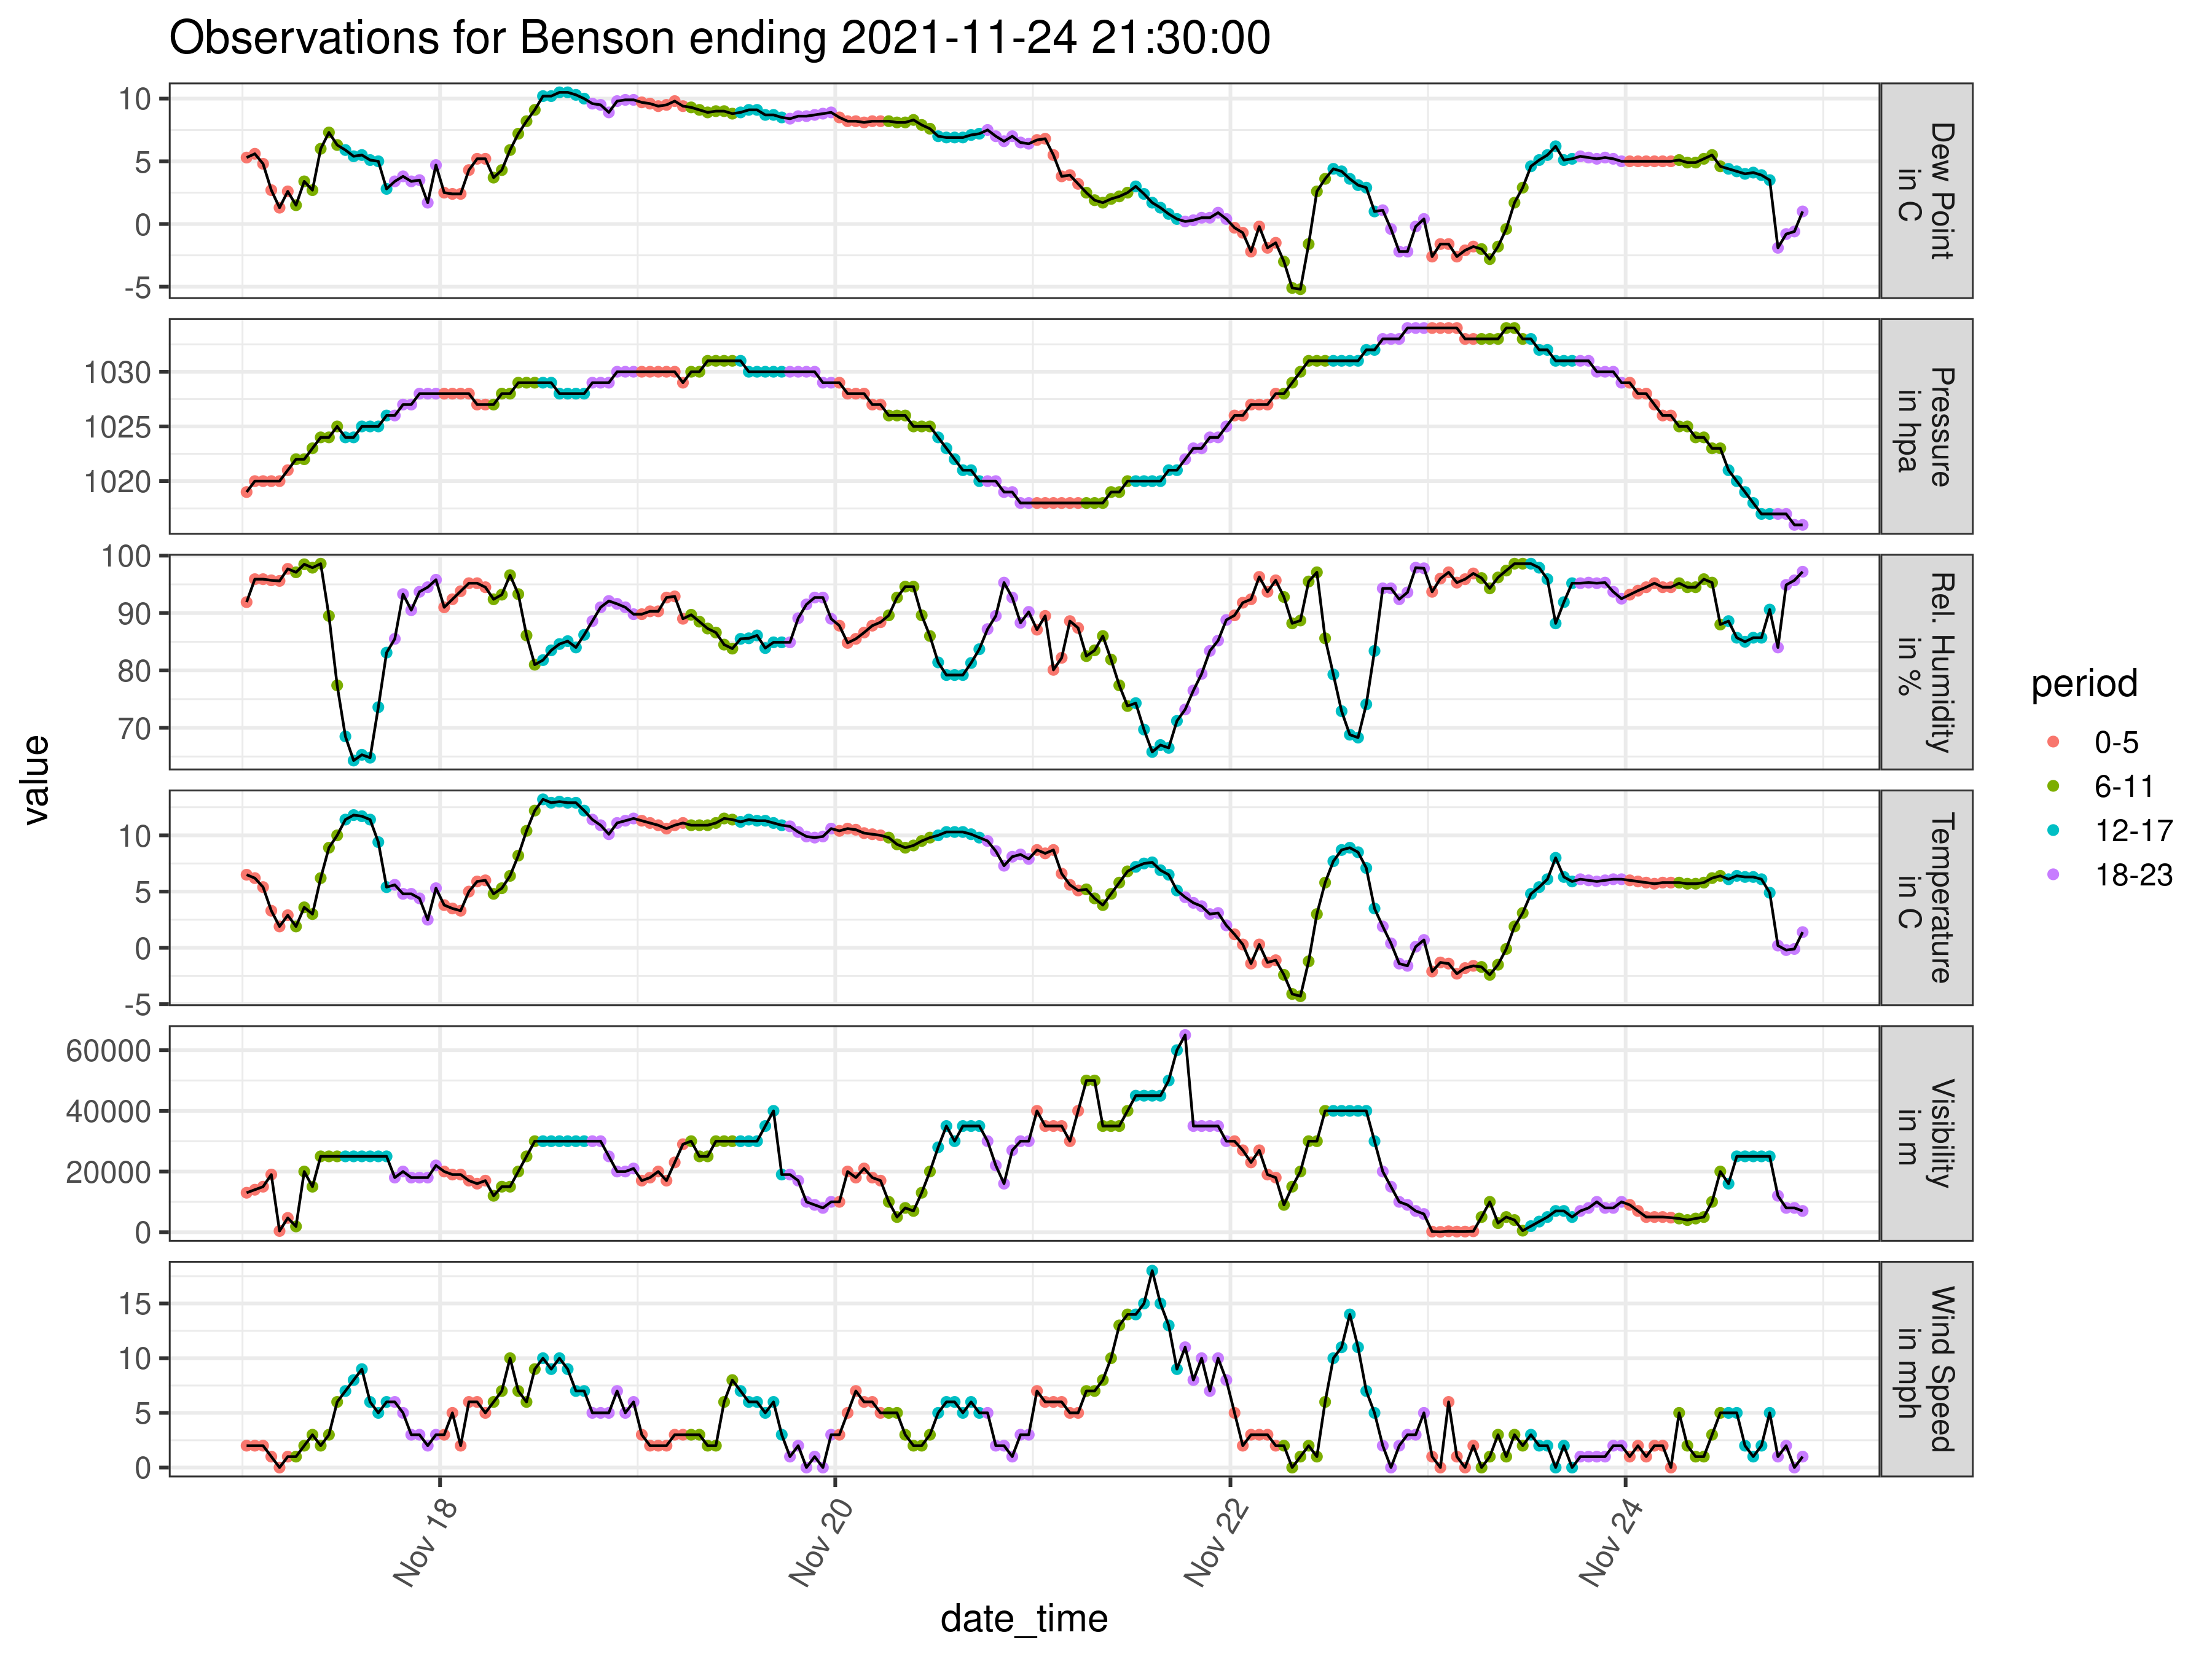 Observations for Benson ending 2021-11-24 21:30:00
10
5
0
-5
Dew Point
in C
1030
1025
1020
Pressure
in hpa
100
90
80
70
Rel. Humidity
in %
10
5
0
-5
Temperature
in C
60000
40000
20000
0
Visibility
in m
15
10
5
0
Wind Speed
in mph
value
Nov 18
Nov 20
Nov 22
Nov 24
date_time
period
0-5
6-11
12-17
18-23